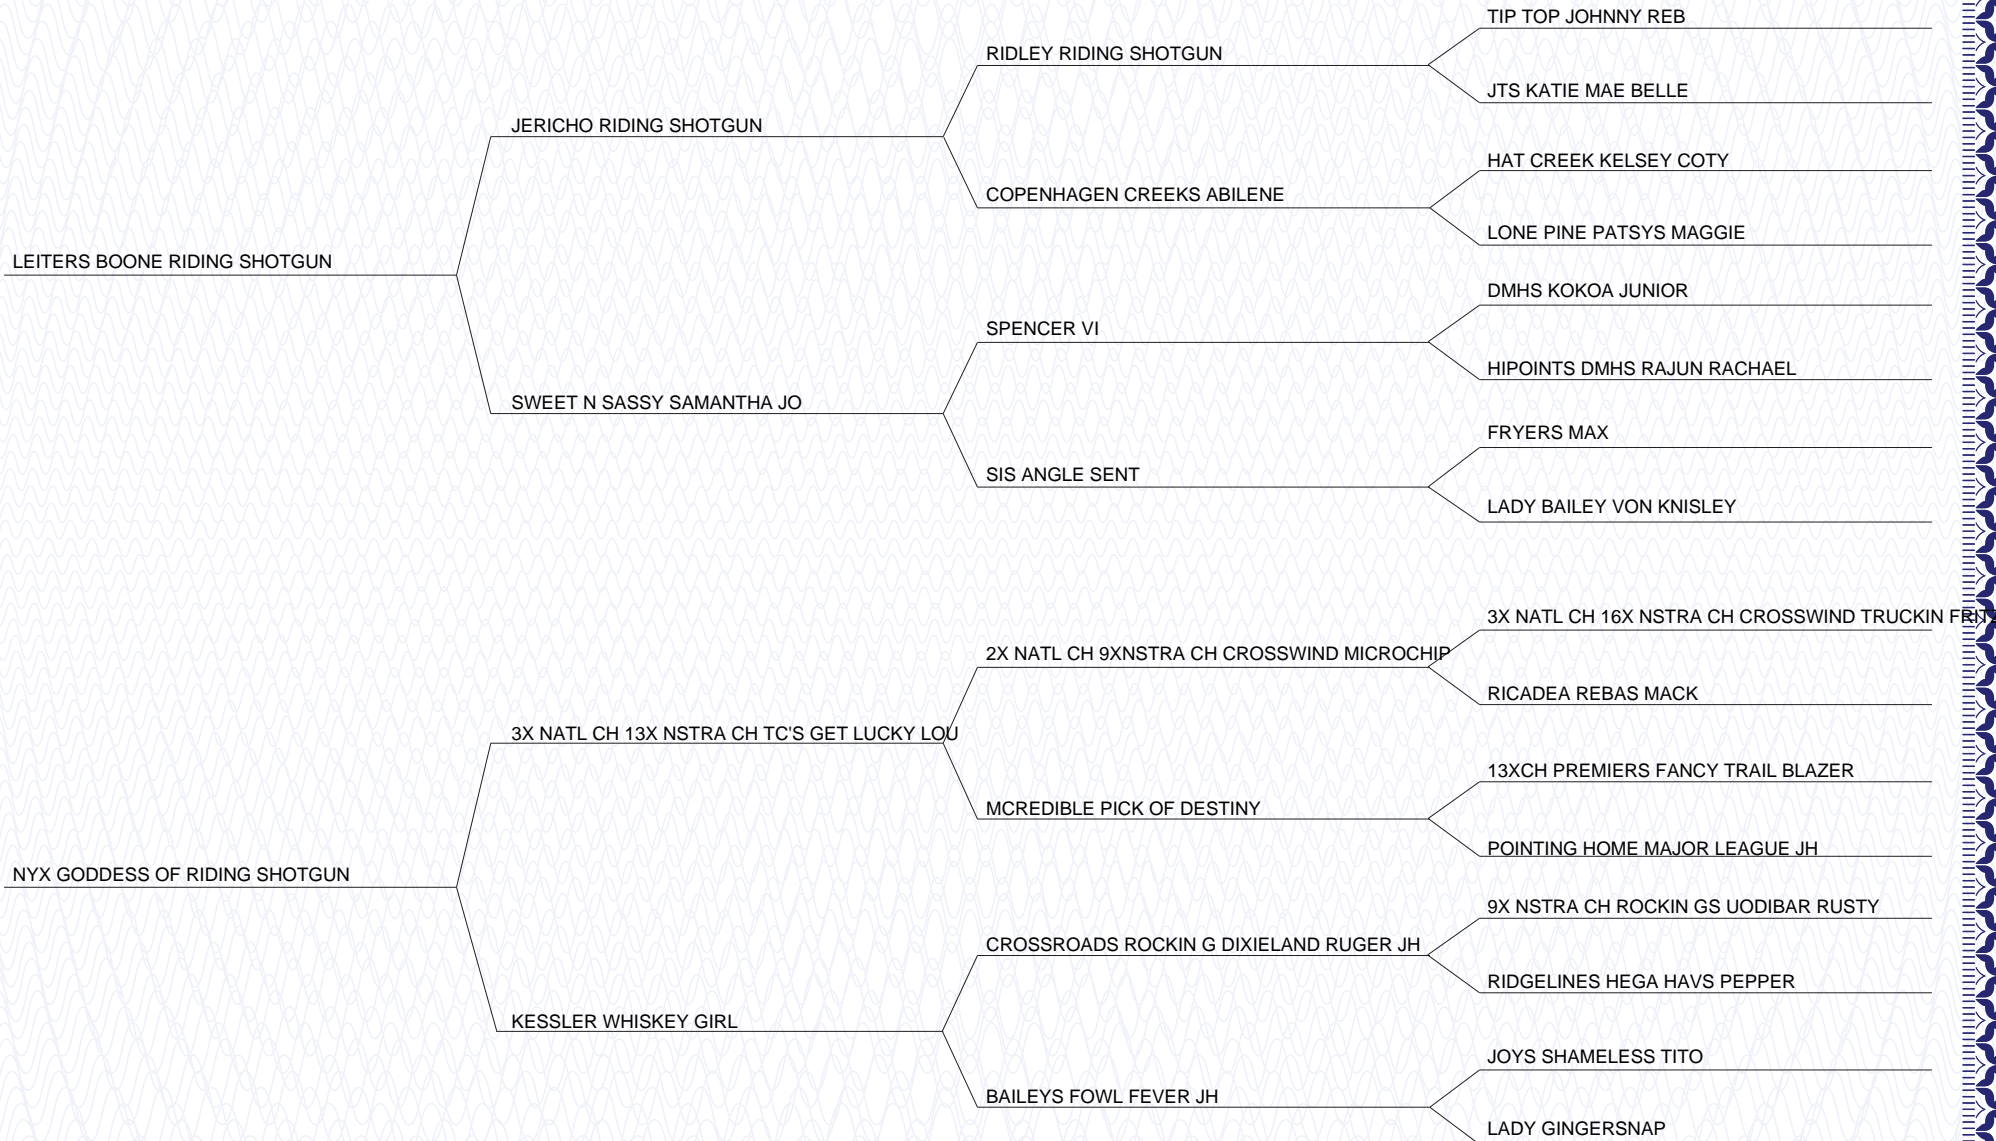 TIP TOP JOHNNY REB
RIDLEY RIDING SHOTGUN
JTS KATIE MAE BELLE
JERICHO RIDING SHOTGUN
HAT CREEK KELSEY COTY
COPENHAGEN CREEKS ABILENE
LONE PINE PATSYS MAGGIE
LEITERS BOONE RIDING SHOTGUN
DMHS KOKOA JUNIOR
SPENCER VI
HIPOINTS DMHS RAJUN RACHAEL
SWEET N SASSY SAMANTHA JO
FRYERS MAX
SIS ANGLE SENT
LADY BAILEY VON KNISLEY
3X NATL CH 16X NSTRA CH CROSSWIND TRUCKIN FRITZ
2X NATL CH 9XNSTRA CH CROSSWIND MICROCHIP
RICADEA REBAS MACK
3X NATL CH 13X NSTRA CH TC'S GET LUCKY LOU
13XCH PREMIERS FANCY TRAIL BLAZER
MCREDIBLE PICK OF DESTINY
POINTING HOME MAJOR LEAGUE JH
NYX GODDESS OF RIDING SHOTGUN
9X NSTRA CH ROCKIN GS UODIBAR RUSTY
CROSSROADS ROCKIN G DIXIELAND RUGER JH
RIDGELINES HEGA HAVS PEPPER
KESSLER WHISKEY GIRL
JOYS SHAMELESS TITO
BAILEYS FOWL FEVER JH
LADY GINGERSNAP